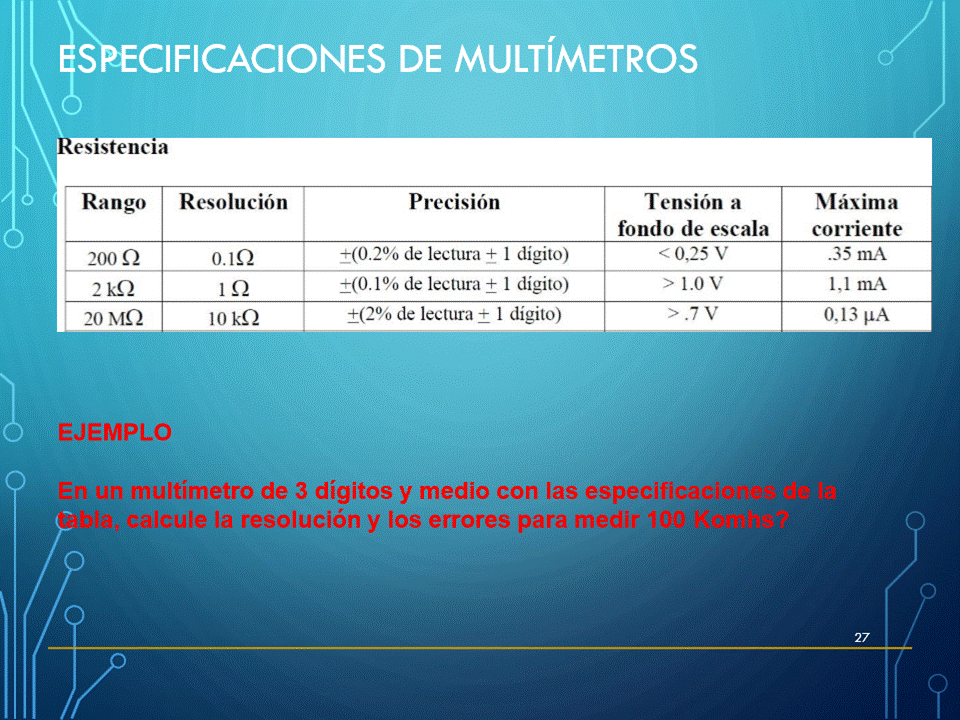 ESPECIFICACIONES DE MULTÍMETROS
Resistencia
Rango Resolución Precisión Tensión a fondo de escala Máxima corriente
200 Ω 0.1Ω ±(0.2% de lectura ± 1 dígito) < 0,25 V .35 mA
2 kΩ 1 Ω ±(0.1% de lectura ± 1 dígito) > 1.0 V 1,1 mA
20 MΩ 10 kΩ ±(2% de lectura ± 1 dígito) > .7 V 0,13 µA
EJEMPLO
En un multímetro de 3 dígitos y medio con las especificaciones de la
tabla, calcule la resolución y los errores para medir 100 Komhs?
27